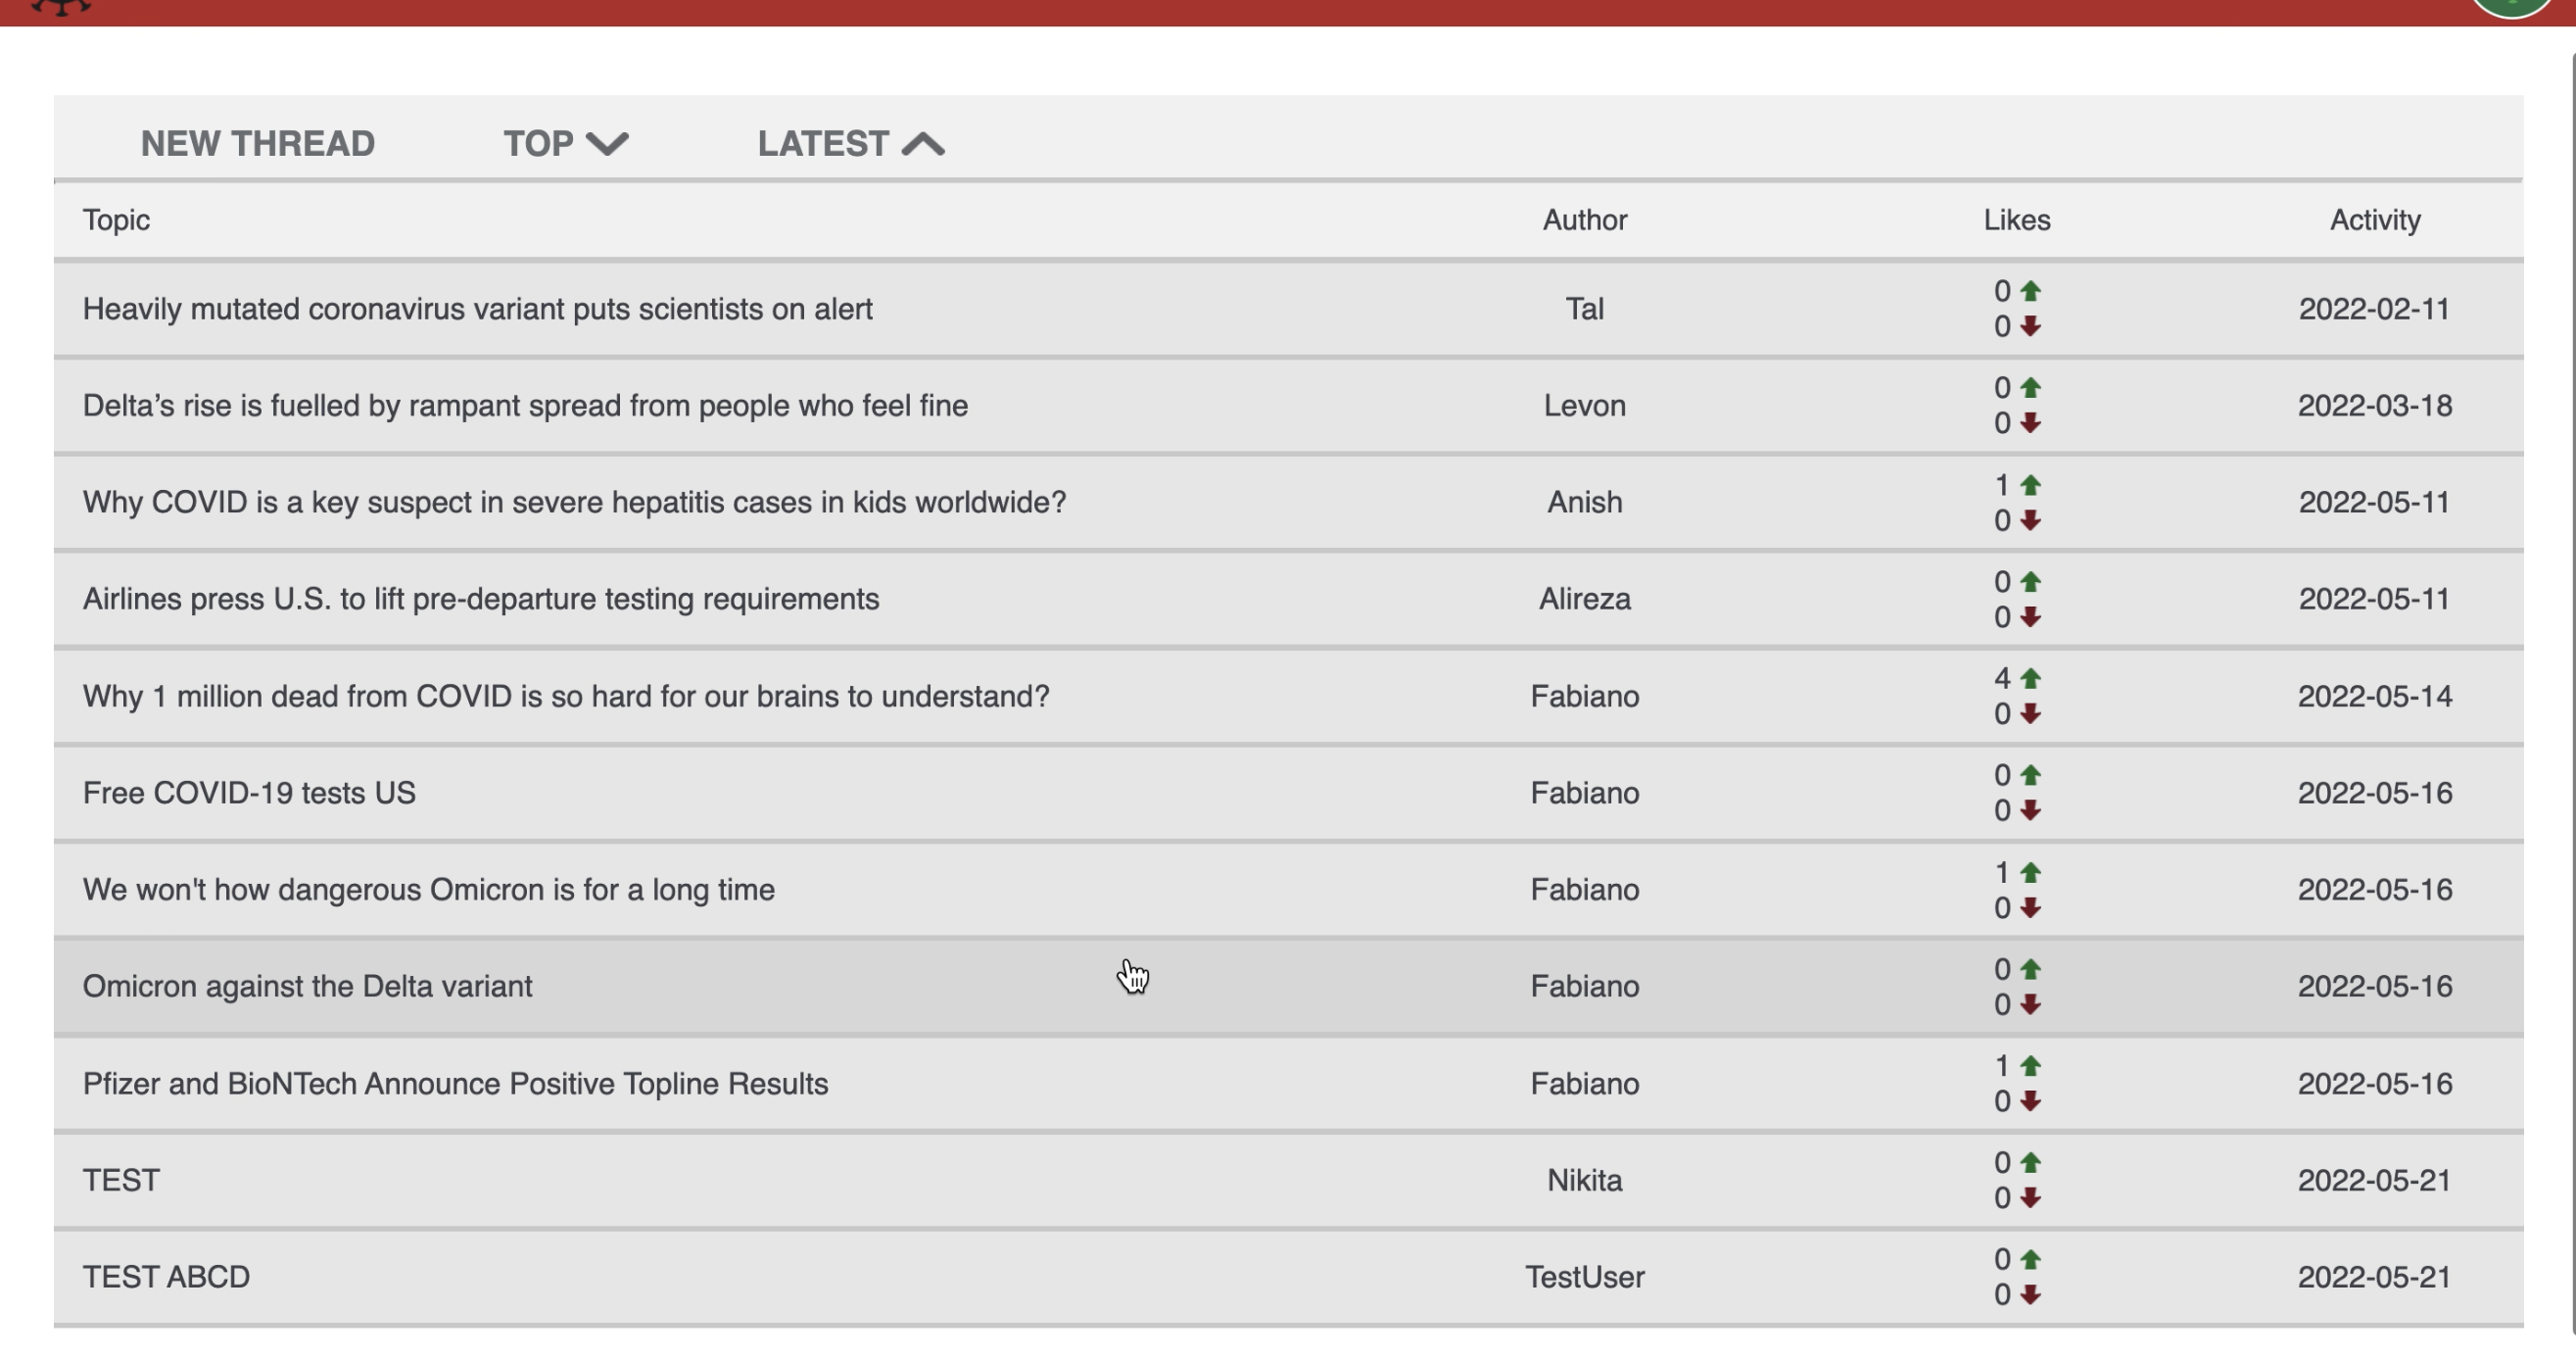 NEW THREAD TOP LATEST
Topic Author Likes Activity
Heavily mutated coronavirus variant puts scientists on alert Tal 0 0 2022-02-11
Delta’s rise is fuelled by rampant spread from people who feel fine Levon 0 0 2022-03-18
Why COVID is a key suspect in severe hepatitis cases in kids worldwide? Anish 1 0 2022-05-11
Airlines press U.S. to lift pre-departure testing requirements Alireza 0 0 2022-05-11
Why 1 million dead from COVID is so hard for our brains to understand? Fabiano 4 0 2022-05-14
Free COVID-19 tests US Fabiano 0 0 2022-05-16
We won't how dangerous Omicron is for a long time Fabiano 1 0 2022-05-16
Omicron against the Delta variant Fabiano 0 0 2022-05-16
Pfizer and BioNTech Announce Positive Topline Results Fabiano 1 0 2022-05-16
TEST Nikita 0 0 2022-05-21
TEST ABCD TestUser 0 0 2022-05-21